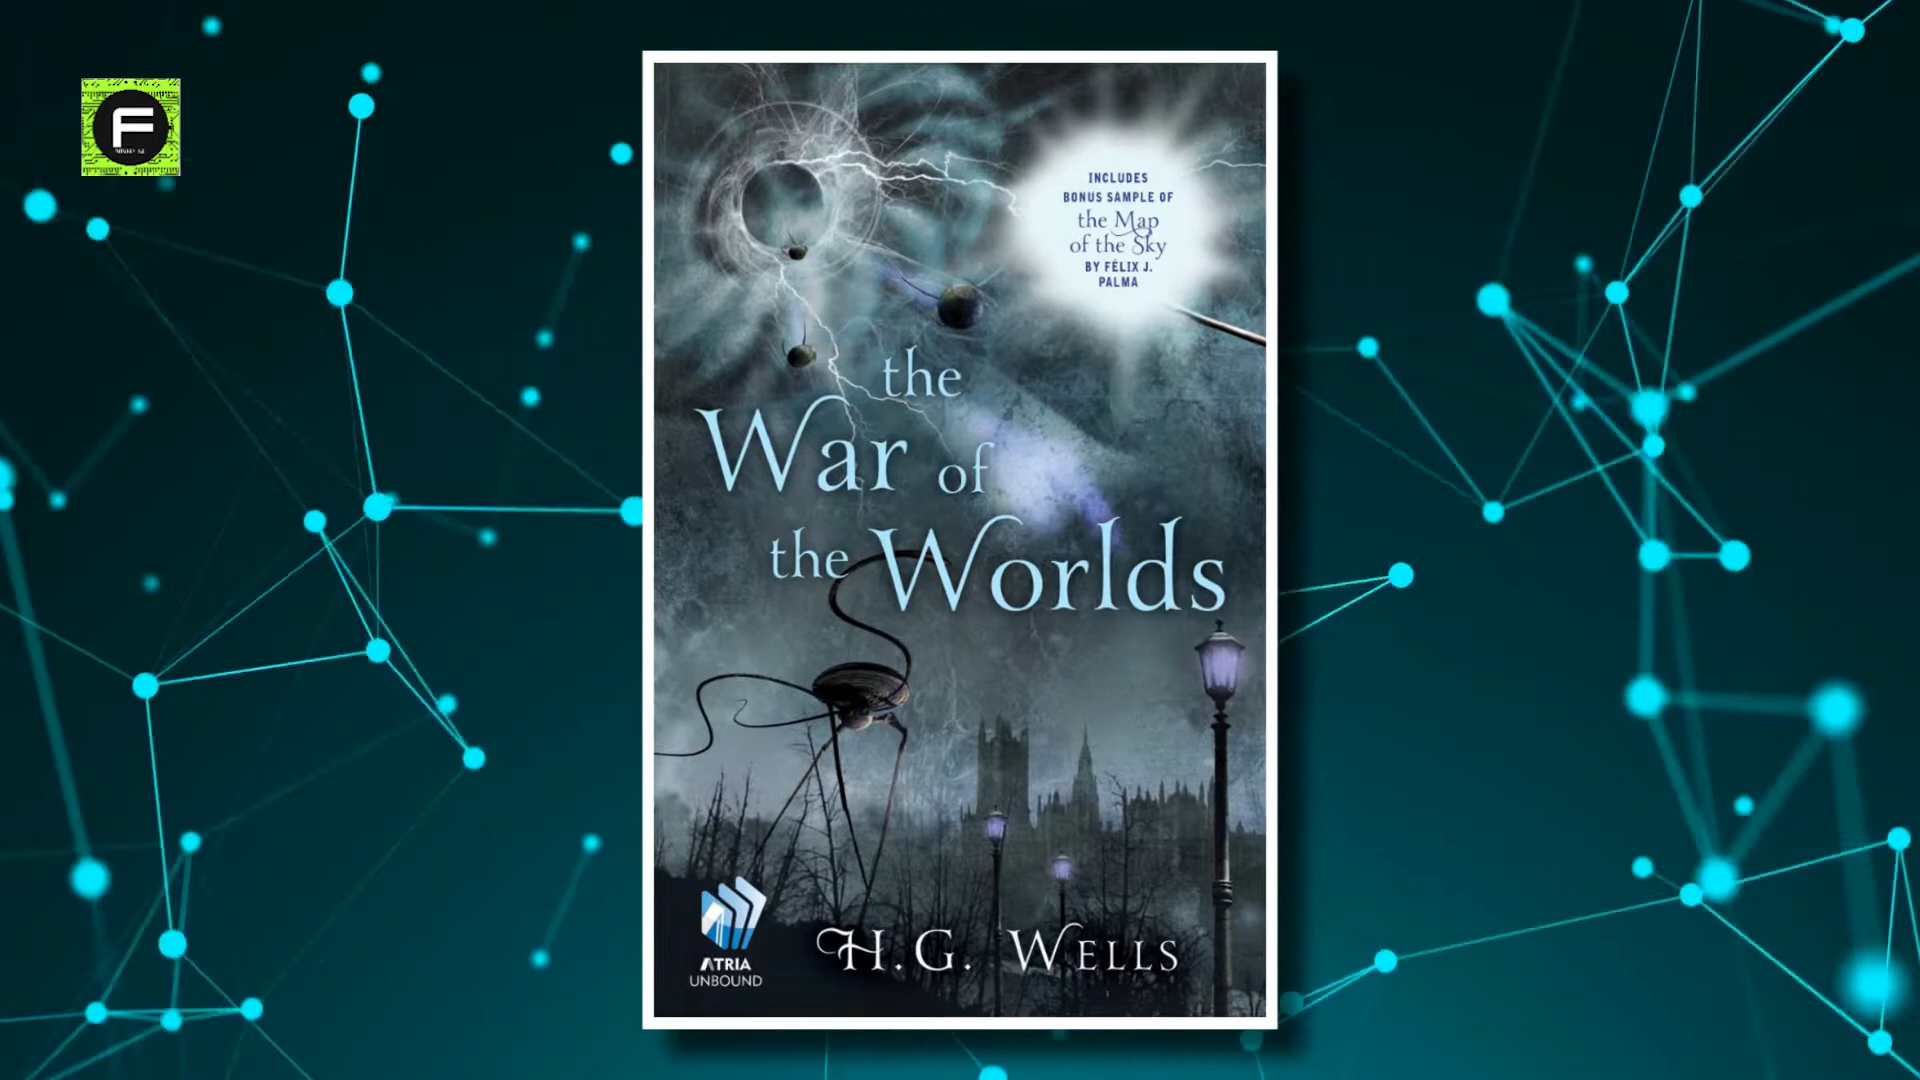 F
INCLUDES
BONUS SAMPLE OF
the Map
of the Sky
BY FÉLIX J.
PALMA
the
War of
the Worlds
ATRIA
UNBOUND
H.G. WELLS